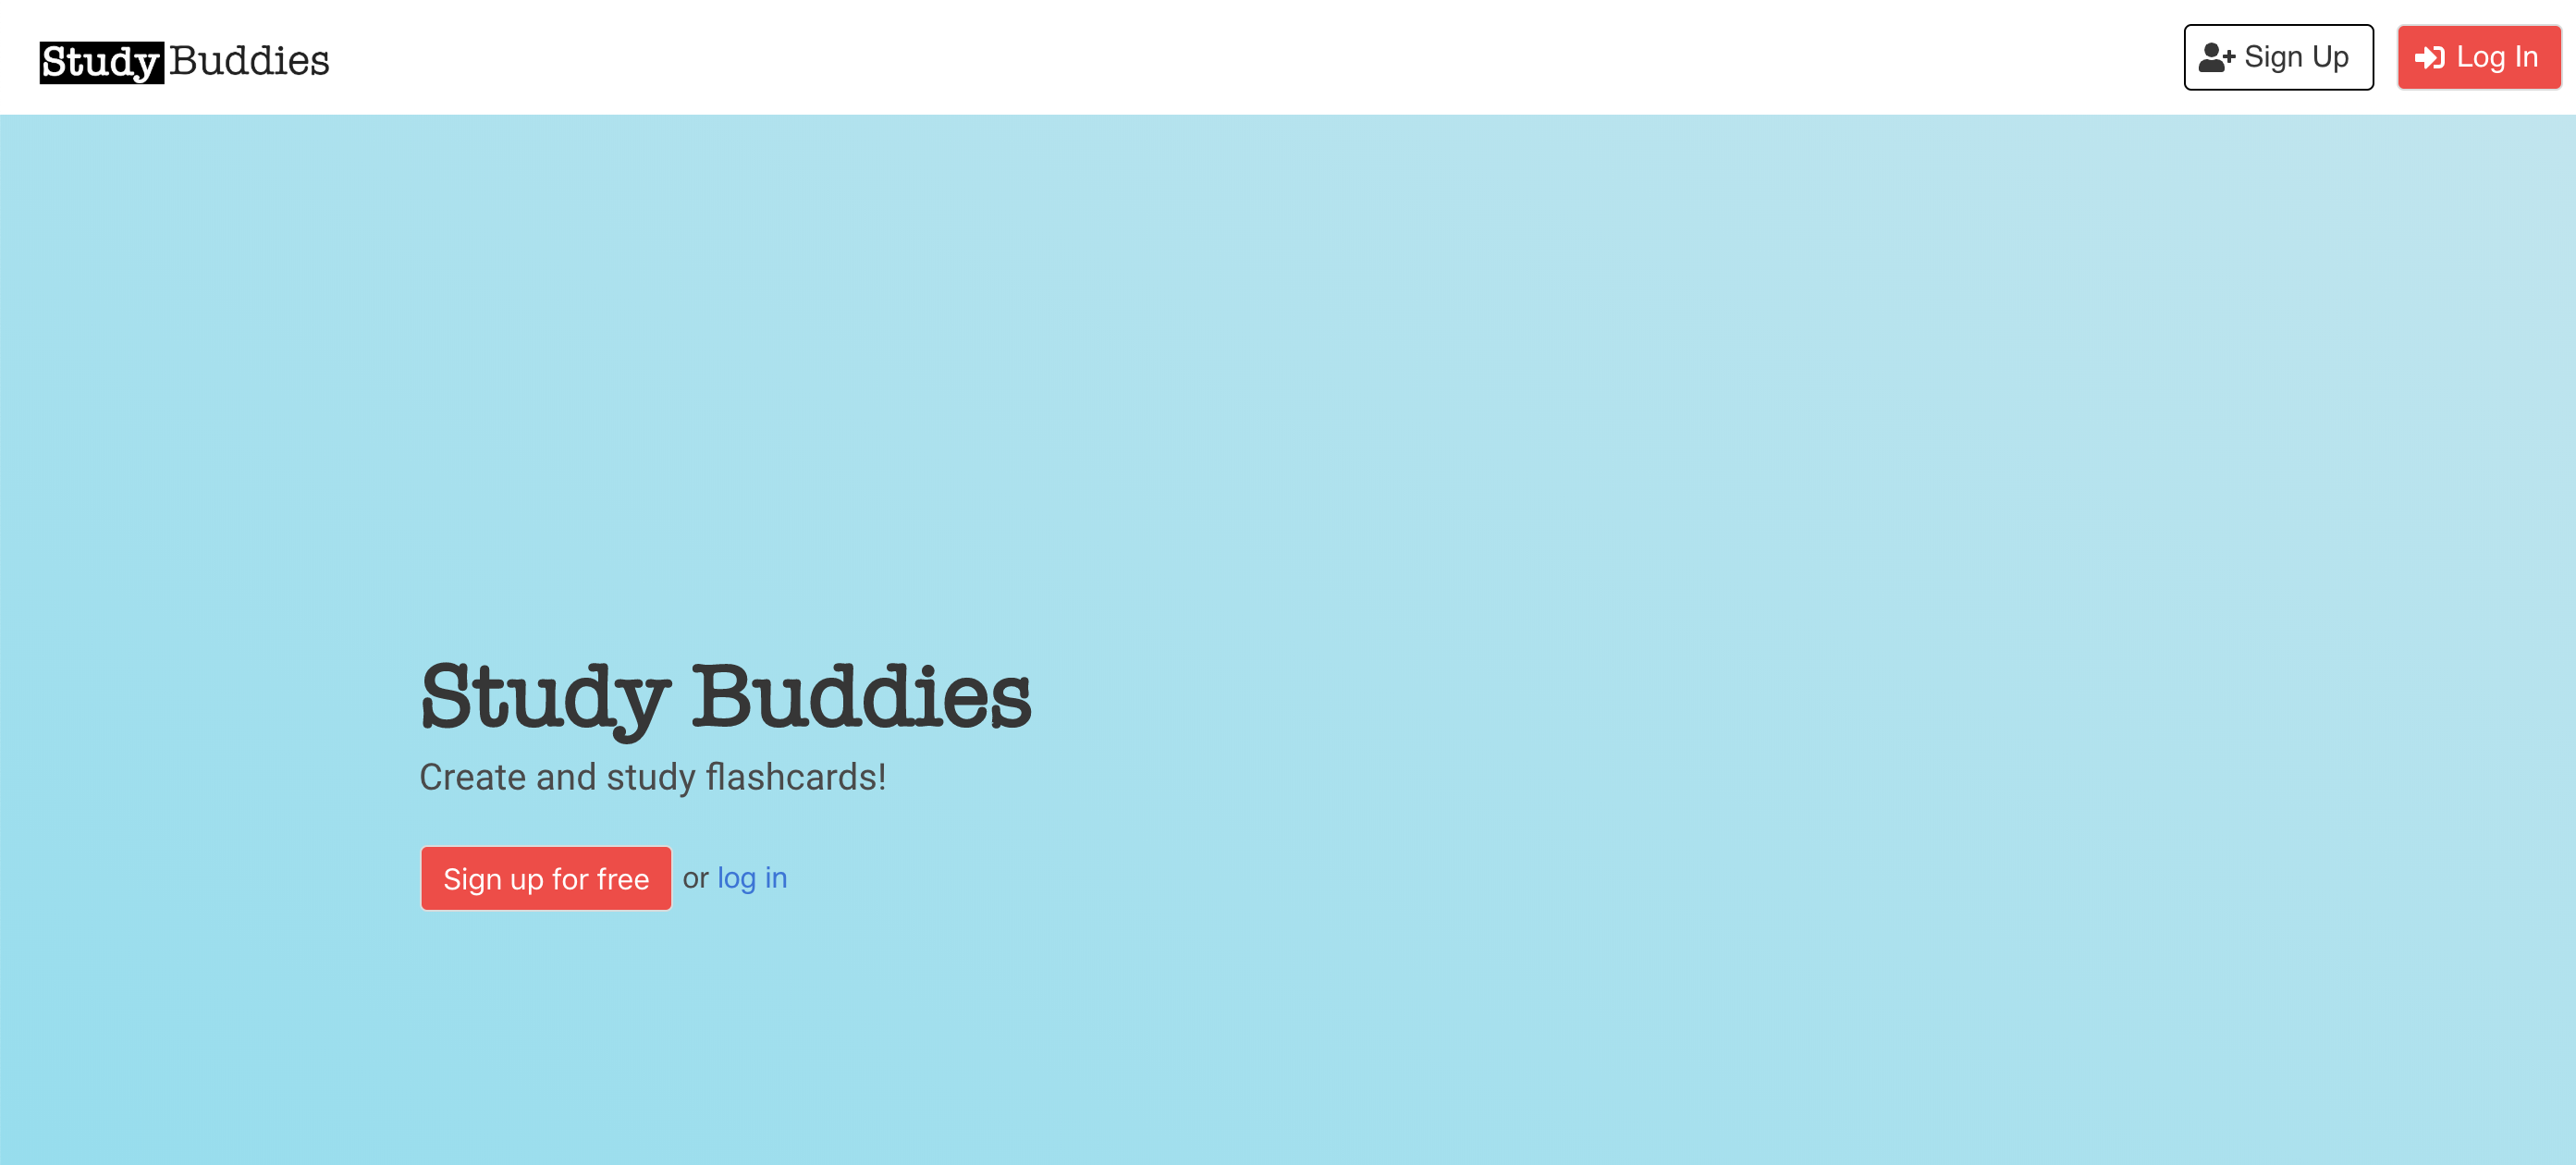 Study Buddies
Sign Up
Log In
Study Buddies
Create and study flashcards!
Sign up for free or log in